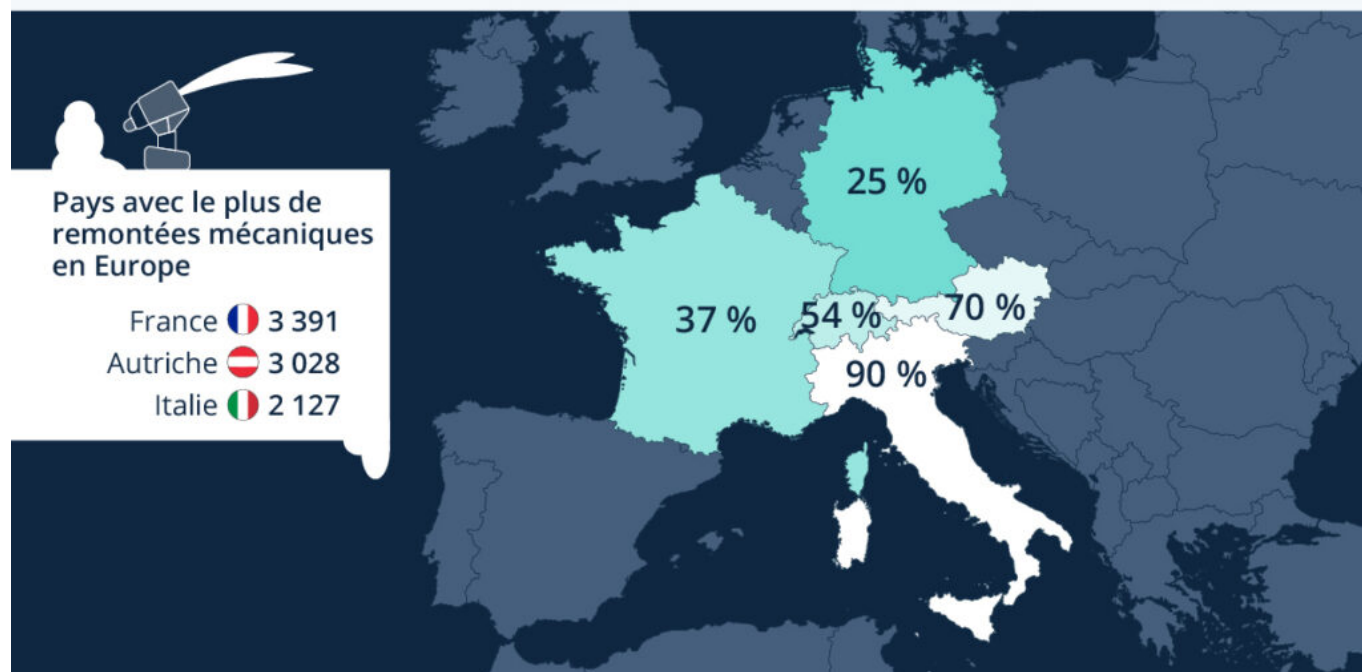 Pays avec le plus de
remontées mécaniques
en Europe
France 3 391
Autriche 3 028
Italie 2 127
25 %
37 %
54 %
70 %
90 %